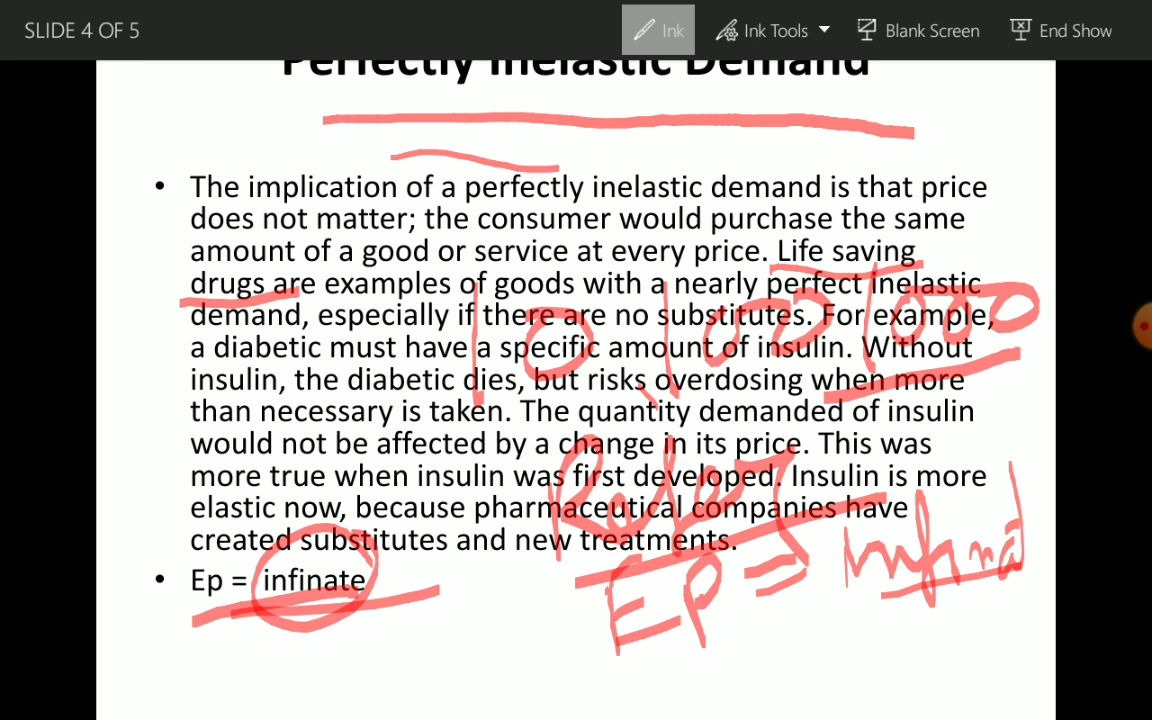 SLIDE 4 OF 5 Ink Ink Tools Blank Screen End Show
Perfectly Inelastic Demand
• The implication of a perfectly inelastic demand is that price
does not matter; the consumer would purchase the same
amount of a good or service at every price. Life saving
drugs are examples of goods with a nearly perfect inelastic
demand, especially if there are no substitutes. For example,
a diabetic must have a specific amount of insulin. Without
insulin, the diabetic dies, but risks overdosing when more
than necessary is taken. The quantity demanded of insulin
would not be affected by a change in its price. This was
more true when insulin was first developed. Insulin is more
elastic now, because pharmaceutical companies have
created substitutes and new treatments.
• Ep = infinate
10 100 1000
EP =